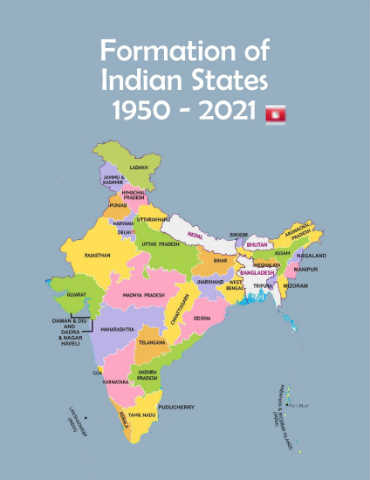 Formation of
Indian States
1950 - 2021
LADAKH
JAMMU &
KASHMIR
HIMACHAL
PRADESH
PUNJAB
UTTARAKHAND
HARYANA
DELHI
NEPAL
SIKKIM
BHUTAN
ARUNACHAL
PRADESH
RAJASTHAN
UTTAR PRADESH
ASSAM
NAGALAND
BIHAR
MEGHALAYA
MANIPUR
BANGLADESH
GUJARAT
MADHYA PRADESH
JHARKHAND
WEST
BENGAL
TRIPURA
MIZORAM
CHHATTISGARH
DAMAN & DIU
AND
DADRA
& NAGAR
HAVELI
ODISHA
MAHARASHTRA
TELANGANA
GOA
KARNATAKA
ANDHRA
PRADESH
PUDUCHERRY
TAMIL NADU
KERALA
LAKSHADWEEP
(INDIA)
ANDAMAN & NICOBAR ISLANDS
(INDIA)